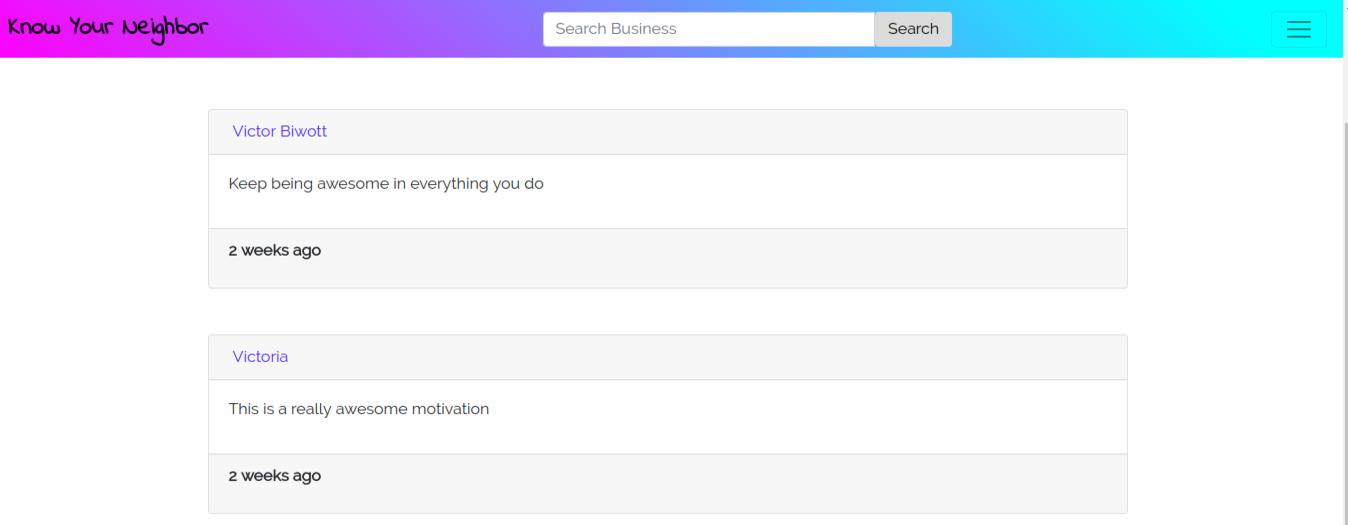 Know Your Neighbor
Search Business
Search
Victor Biwott
Keep being awesome in everything you do
2 weeks ago
Victoria
This is a really awesome motivation
2 weeks ago